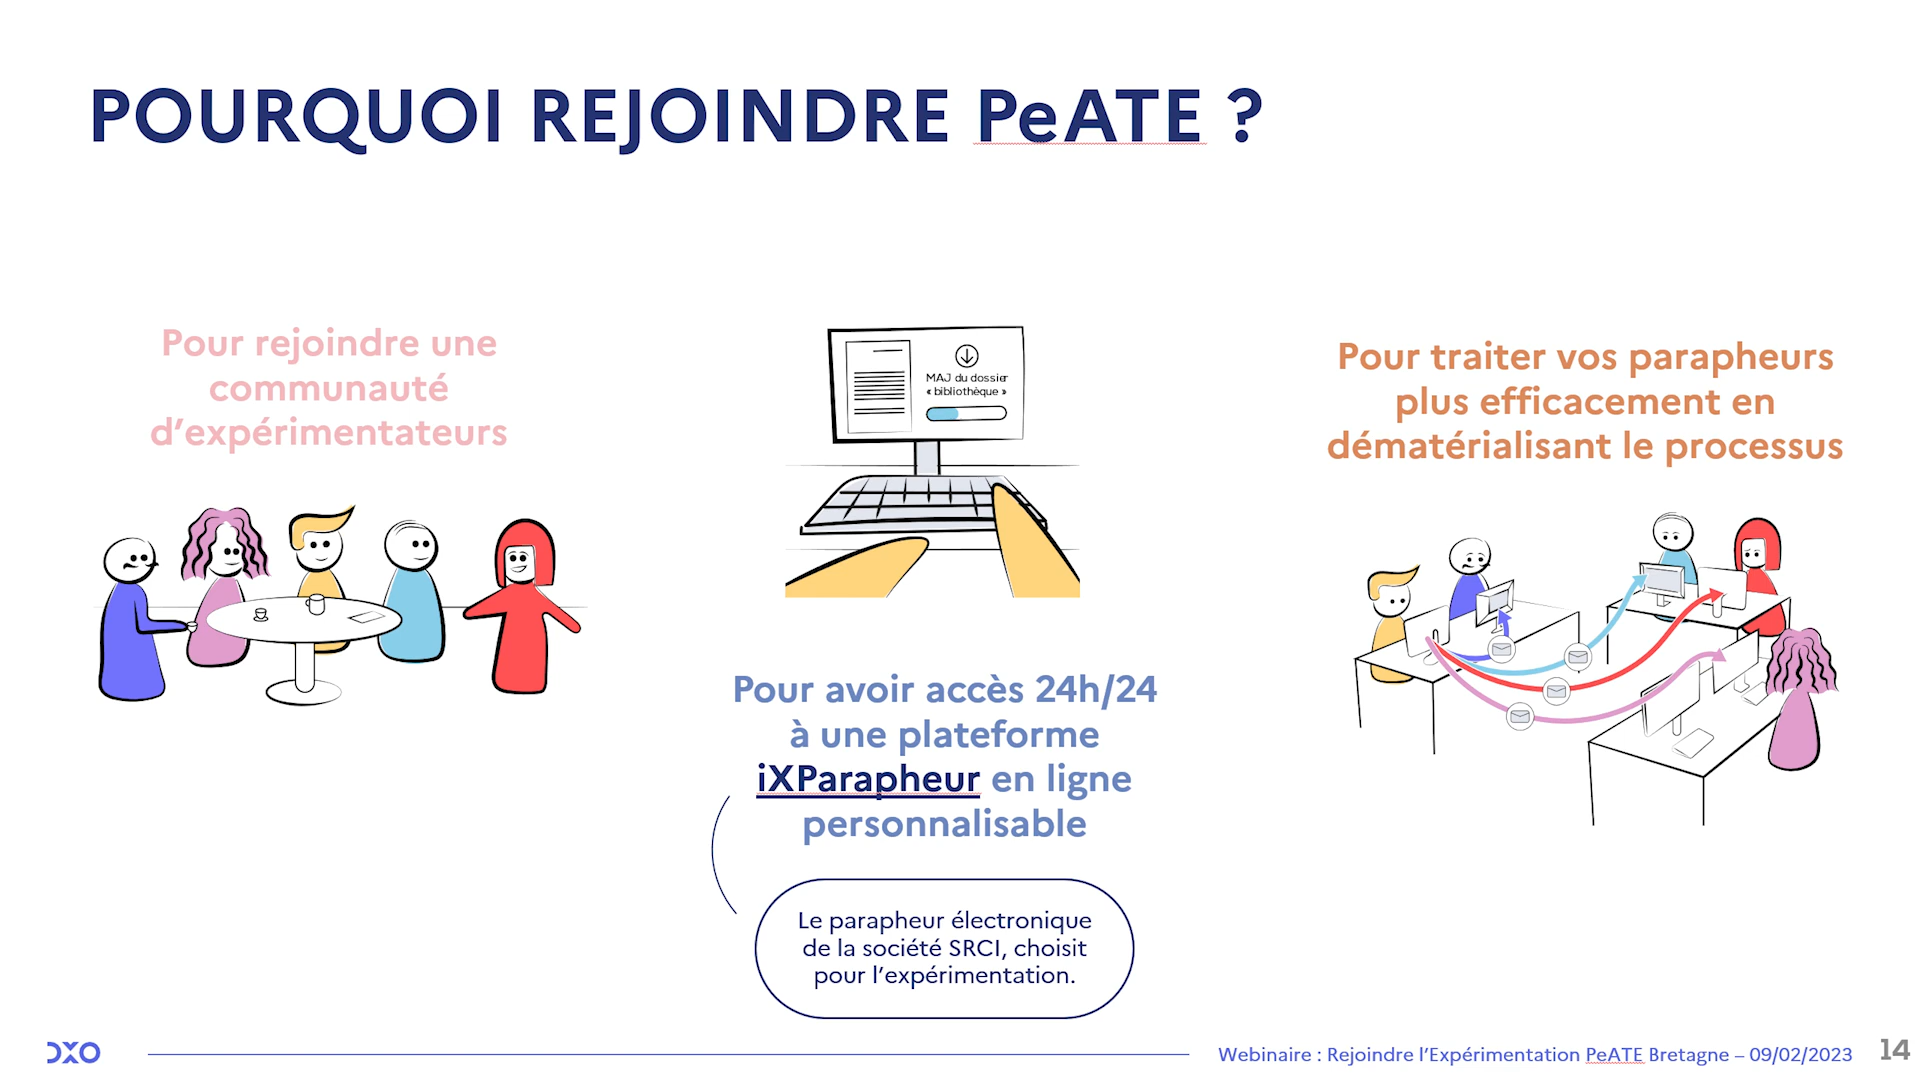 POURQUOI REJOINDRE PeATE ?
Pour rejoindre une
communauté
d’expérimentateurs
MAJ du dossier
« bibliothèque »
Pour avoir accès 24h/24
à une plateforme
iXParapheur en ligne
personnalisable
Le parapheur électronique
de la société SRCI, choisit
pour l’expérimentation.
Pour traiter vos parapheurs
plus efficacement en
dématérialisant le processus
DXO
Webinaire : Rejoindre l’Expérimentation PeATE Bretagne – 09/02/2023
14